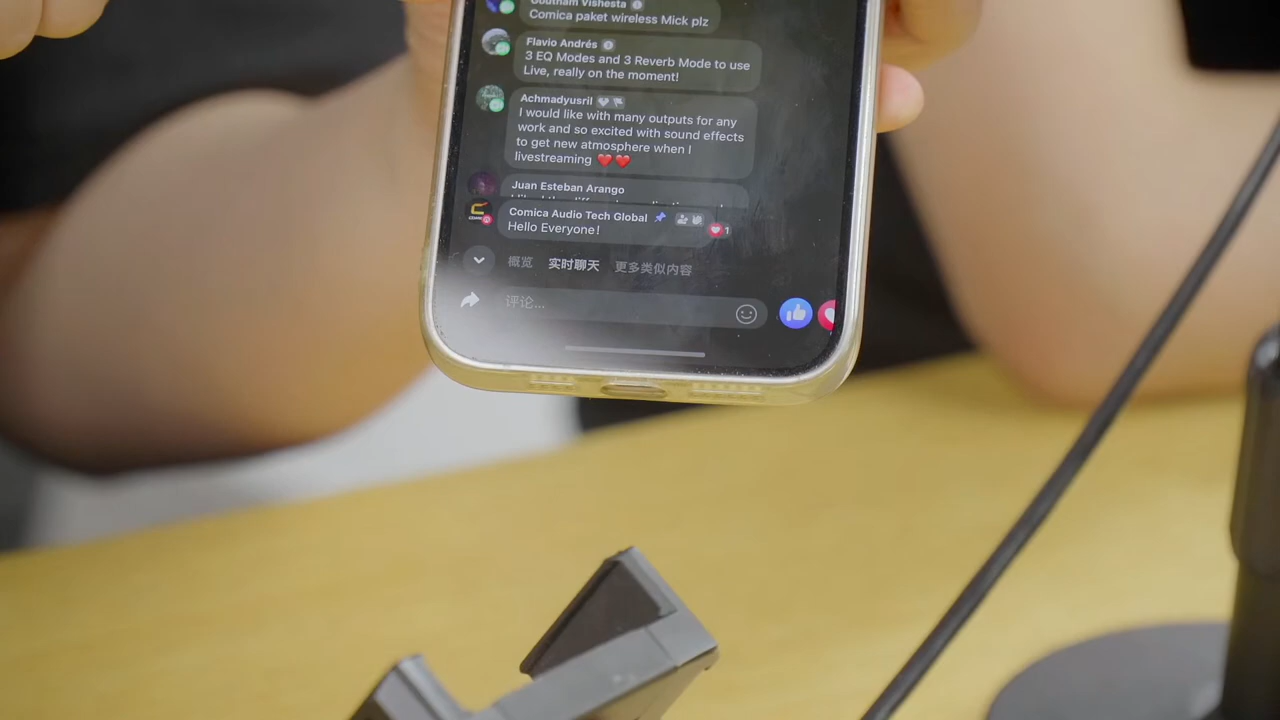 Goutham Vishesta
Comica paket wireless Mick plz
Flavio Andrés
3 EQ Modes and 3 Reverb Mode to use
Live, really on the moment!
Achmadyusril
I would like with many outputs for any
work and so excited with sound effects
to get new atmosphere when I
livestreaming ❤️❤️
Juan Esteban Arango
Comica Audio Tech Global
1
Hello Everyone!
概览 实时聊天 更多类似内容
评论...